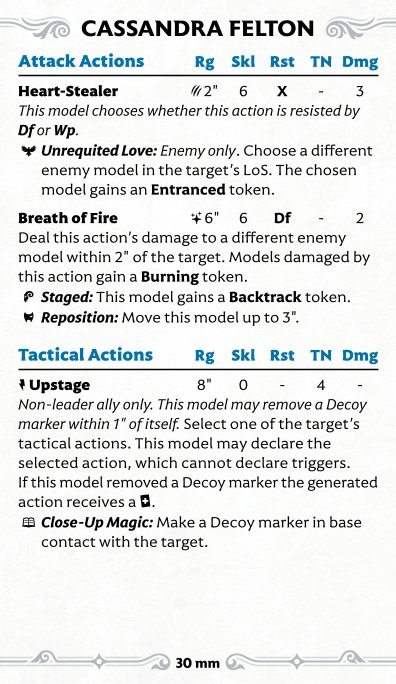 CASSANDRA FELTON
Attack Actions Rg Skl Rst TN Dmg
Heart-Stealer 2" 6 X - 3
This model chooses whether this action is resisted by
Df or Wp.
Unrequited Love: Enemy only. Choose a different
enemy model in the target's LoS. The chosen
model gains an Entranced token.
Breath of Fire 6" 6 Df - 2
Deal this action's damage to a different enemy
model within 2" of the target. Models damaged by
this action gain a Burning token.
Staged: This model gains a Backtrack token.
Reposition: Move this model up to 3".
Tactical Actions Rg Skl Rst TN Dmg
Upstage 8" 0 - 4 -
Non-leader ally only. This model may remove a Decoy
marker within 1" of itself. Select one of the target's
tactical actions. This model may declare the
selected action, which cannot declare triggers.
If this model removed a Decoy marker the generated
action receives a +.
Close-Up Magic: Make a Decoy marker in base
contact with the target.
30 mm